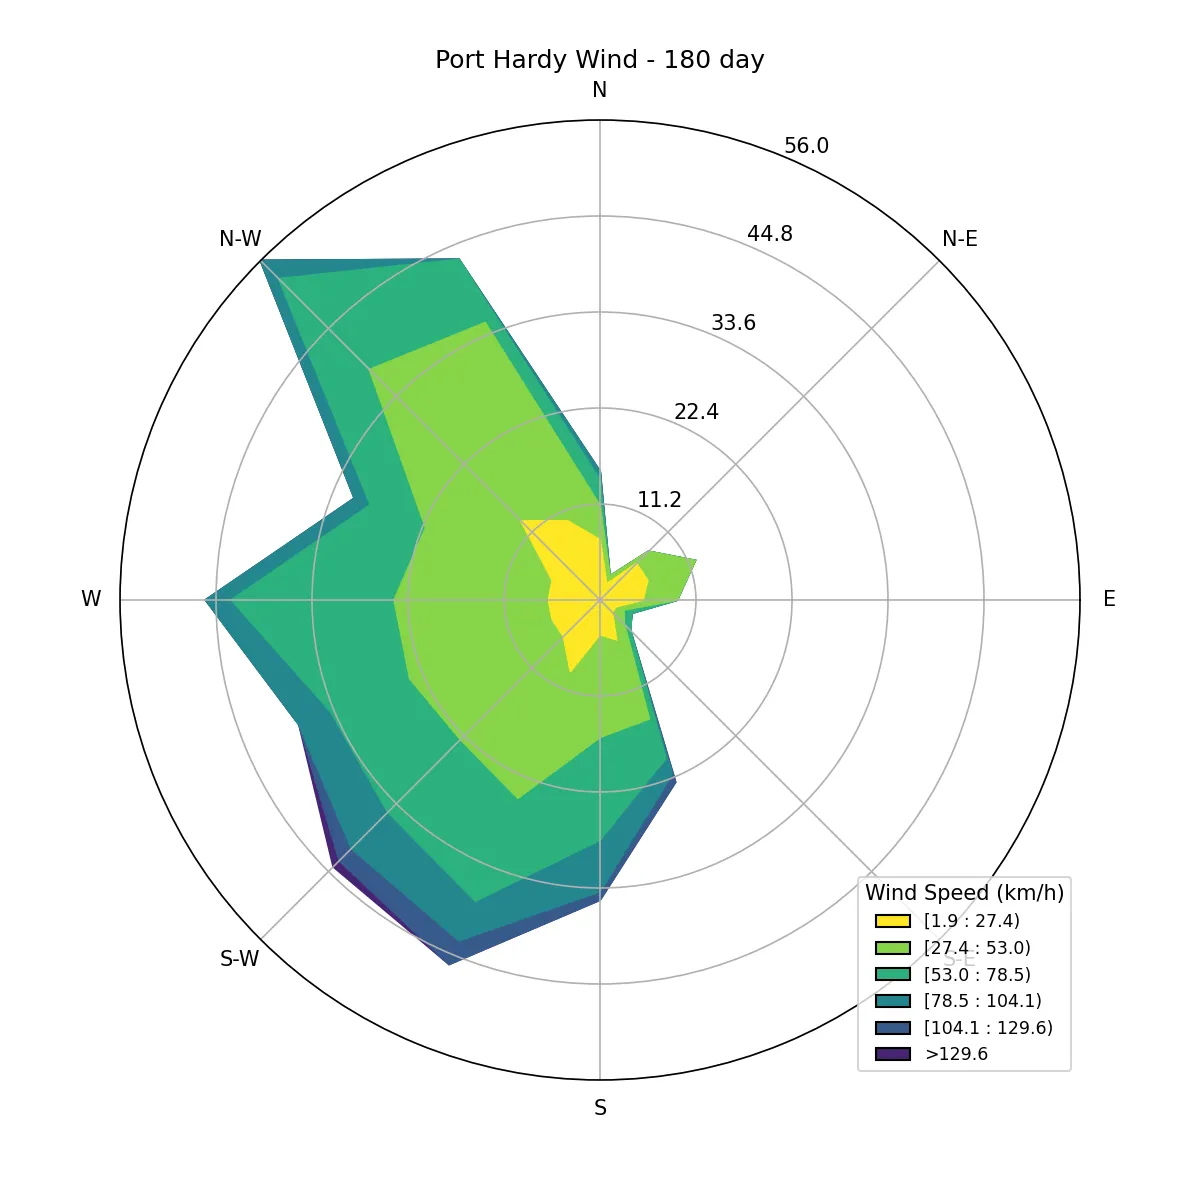 Port Hardy Wind - 180 day
N
56.0
44.8
N-W
N-E
33.6
22.4
11.2
W
E
S-W
S-E
Wind Speed (km/h)
[1.9 : 27.4)
[27.4 : 53.0)
[53.0 : 78.5)
[78.5 : 104.1)
[104.1 : 129.6)
>129.6
S